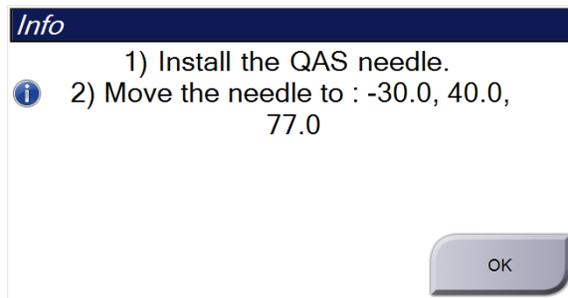 Info
1) Install the QAS needle.
2) Move the needle to : -30.0, 40.0,
77.0
OK